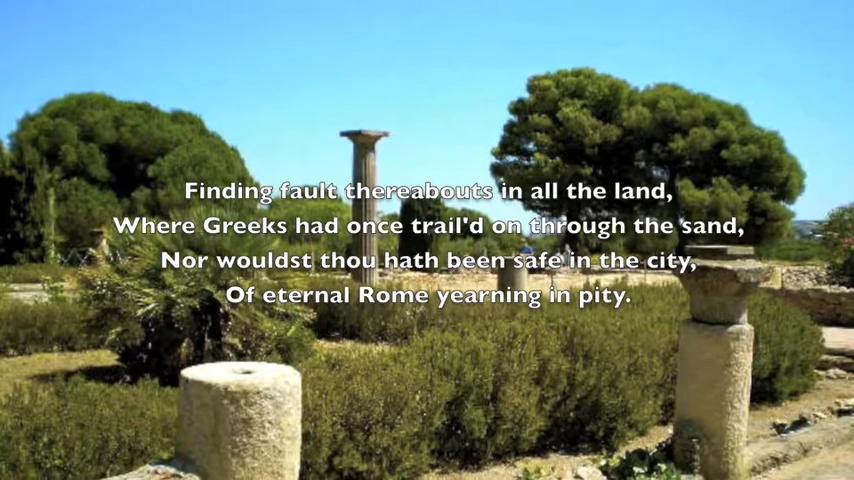 Finding fault thereabouts in all the land,
Where Greeks had once trail'd on through the sand,
Nor wouldst thou hath been safe in the city,
Of eternal Rome yearning in pity.